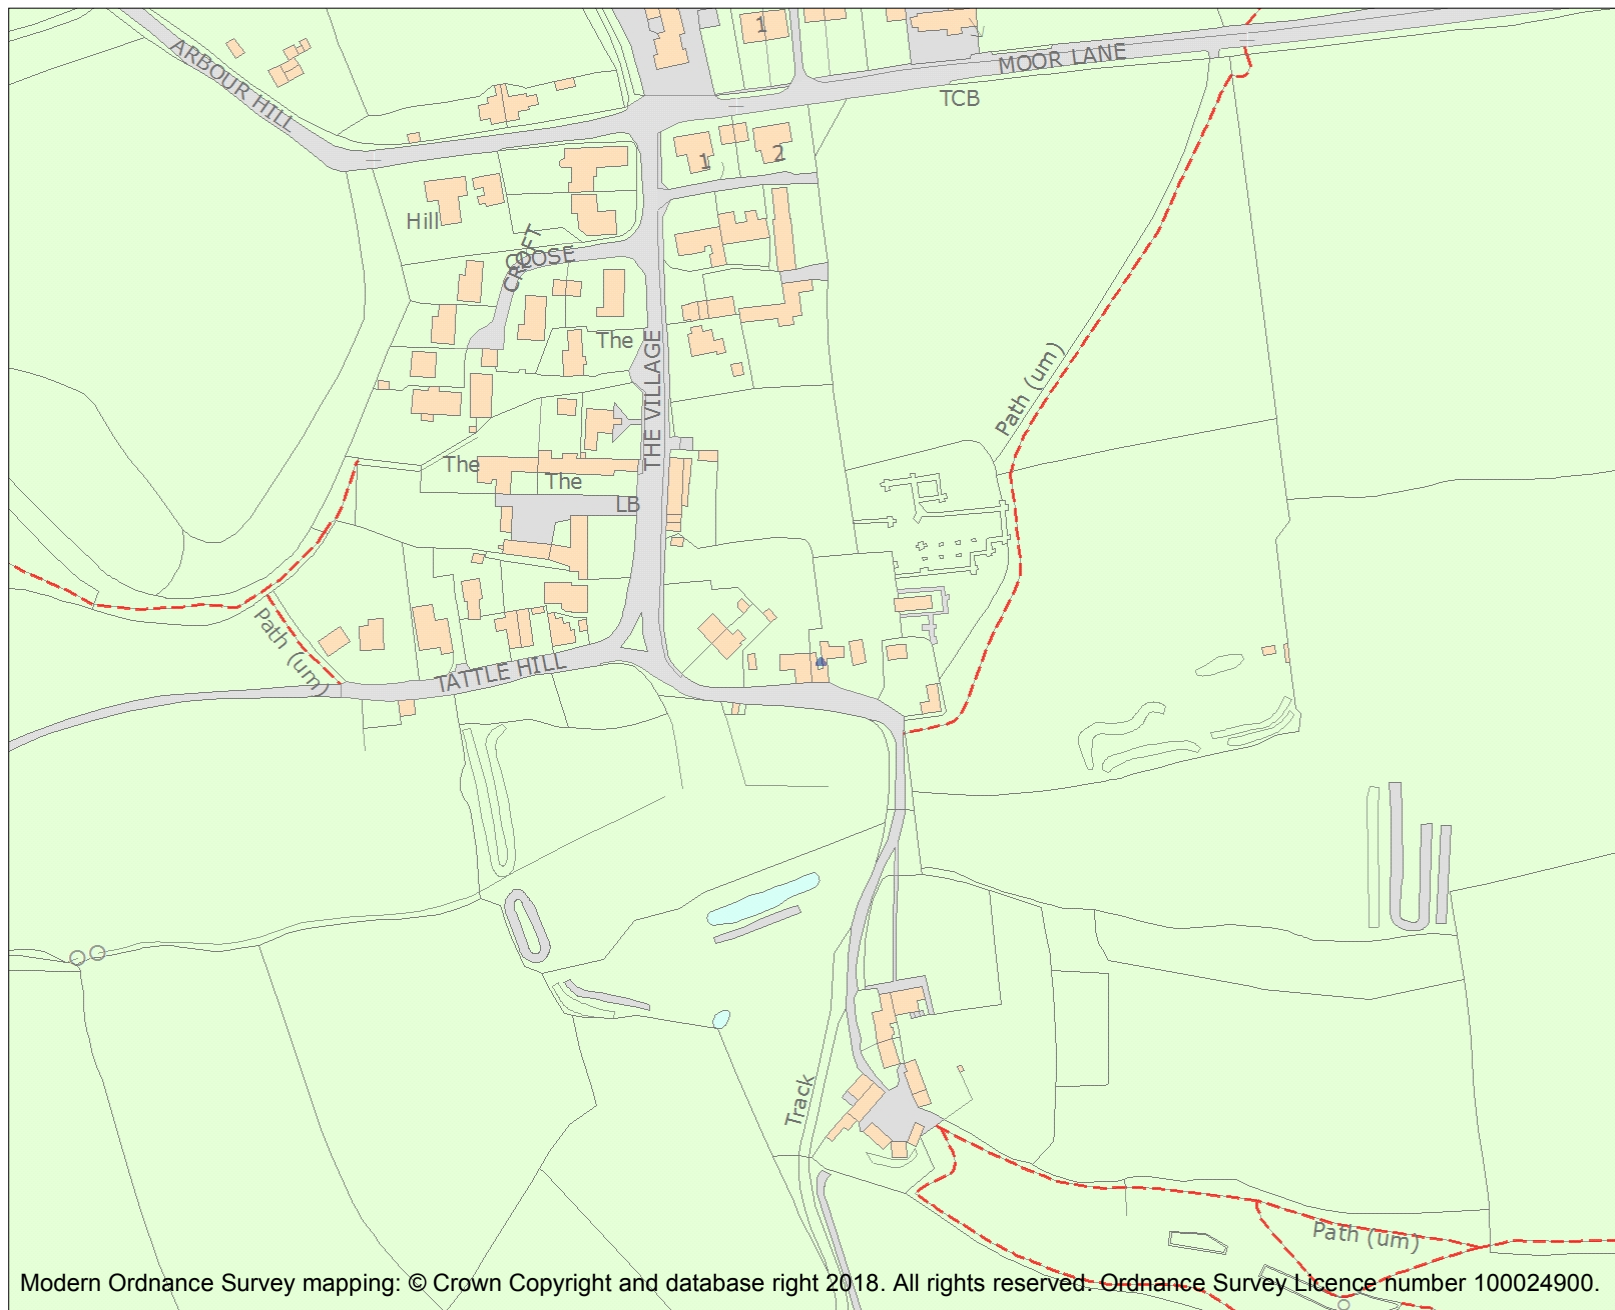 1
ARBOUR HILL
MOOR LANE
TCB
1
2
Hill
CROFT
CLOSE
The
THE VILLAGE
Path (um)
The
The
LB
Path (um)
TATTLE HILL
Track
Path (um)
Modern Ordnance Survey mapping: © Crown Copyright and database right 2018. All rights reserved. Ordnance Survey Licence number 100024900.